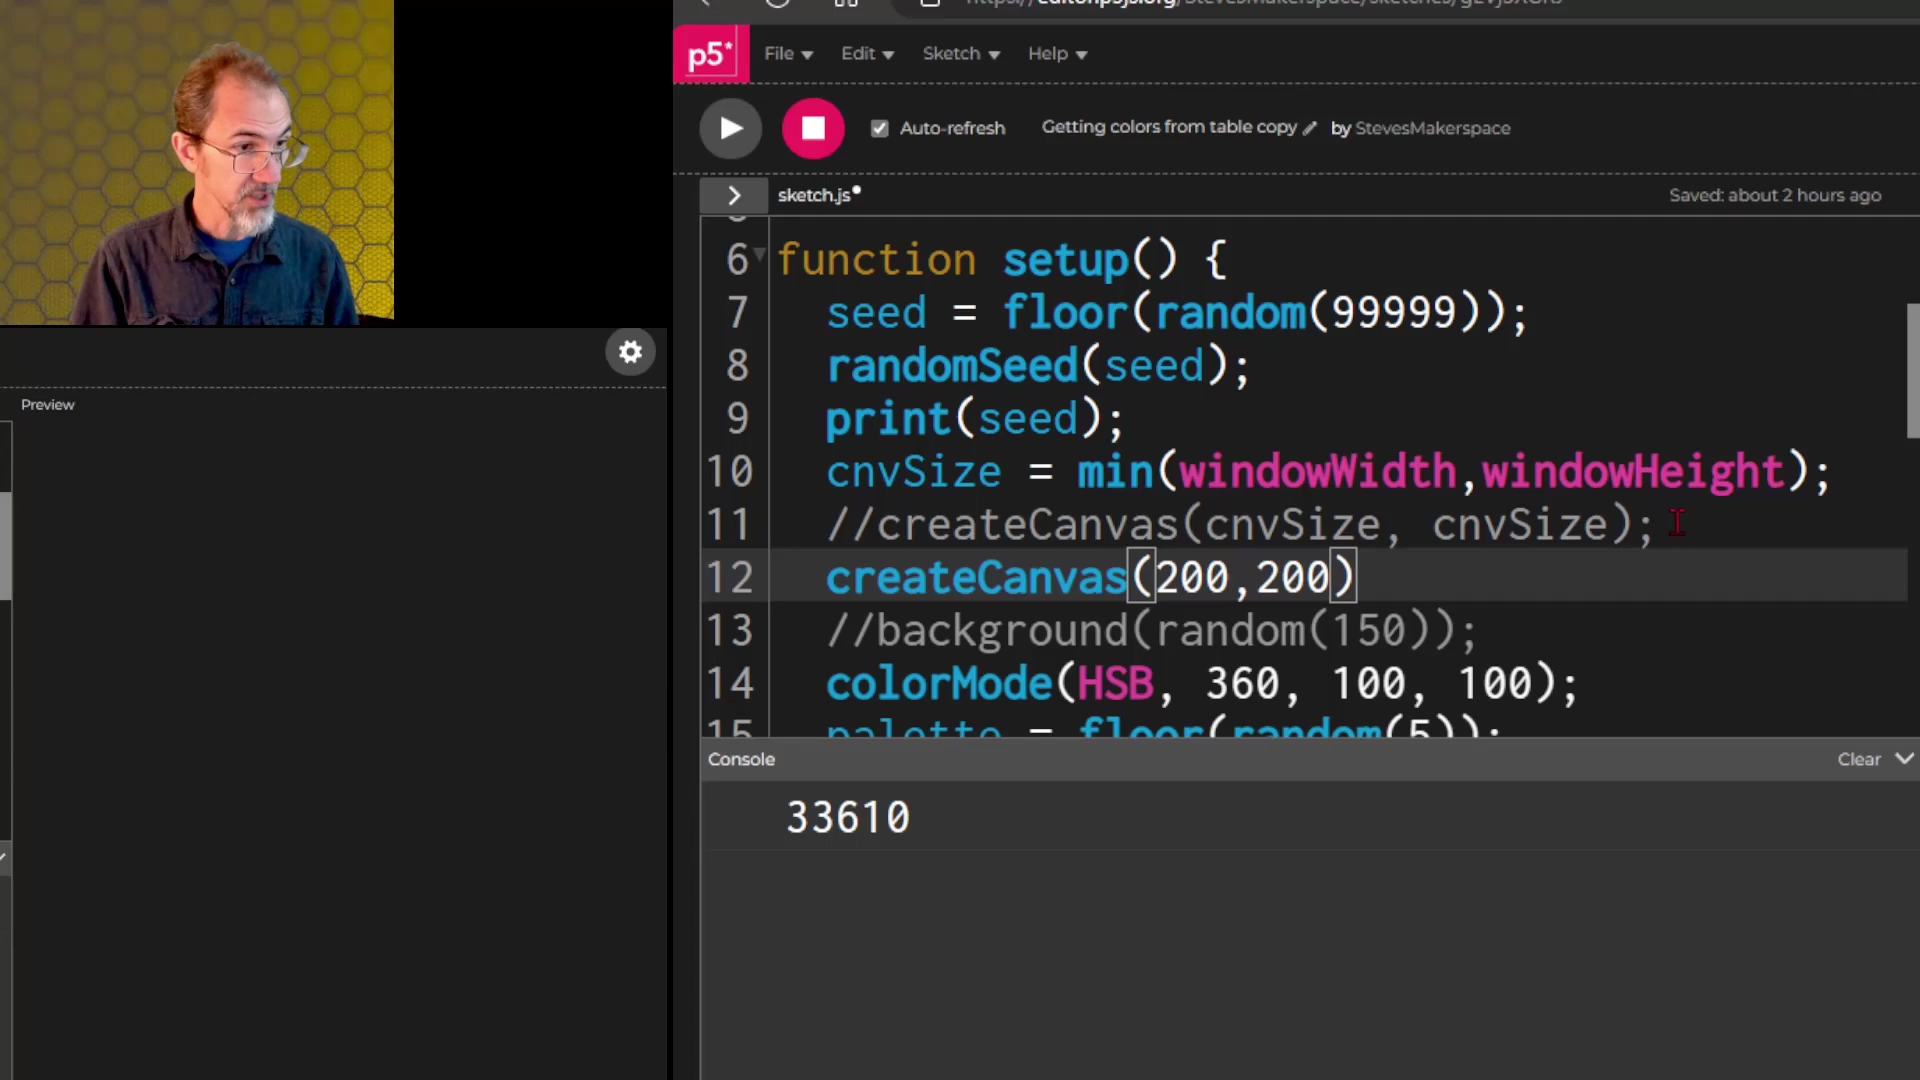 p5* File Edit Sketch Help
Auto-refresh Getting colors from table copy by StevesMakerspace
sketch.js Saved: about 2 hours ago
Preview
6 function setup() {
7 seed = floor(random(99999));
8 randomSeed(seed);
9 print(seed);
10 cnvSize = min(windowWidth,windowHeight);
11 //createCanvas(cnvSize, cnvSize);
12 createCanvas(200,200)
13 //background(random(150));
14 colorMode(HSB, 360, 100, 100);
15 palette = floor(random(5));
Console Clear
33610